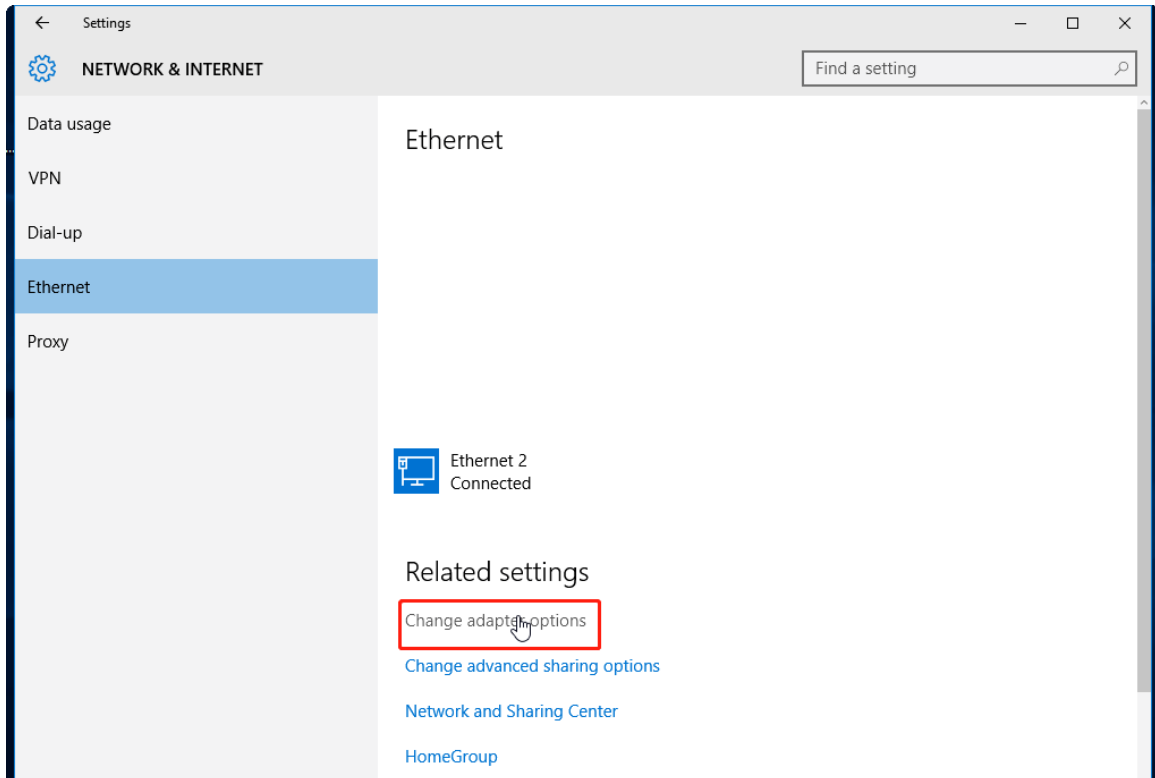 Settings
NETWORK & INTERNET
Find a setting
Data usage
VPN
Dial-up
Ethernet
Proxy
Ethernet
Ethernet 2
Connected
Related settings
Change adapter options
Change advanced sharing options
Network and Sharing Center
HomeGroup